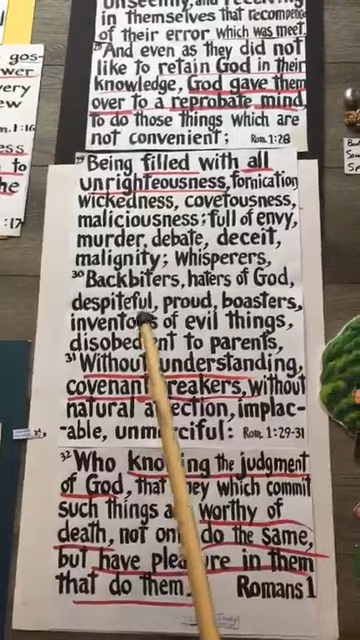 unseemly, and receiving
in themselves that recompence
of their error which was meet.
28 And even as they did not
like to retain God in their
knowledge, God gave them
over to a reprobate mind,
to do those things which are
not convenient; Rom. 1:28
29 Being filled with all
unrighteousness, fornication
wickedness, covetousness,
maliciousness; full of envy,
murder, debate, deceit,
malignity; whisperers,
30 Backbiters, haters of God,
despiteful, proud, boasters,
inventors of evil things,
disobedient to parents,
31 Without understanding,
covenant breakers, without
natural affection, implac-
-able, unmerciful: Rom. 1:29-31
32 Who knowing the judgment
of God, that they which commit
such things are worthy of
death, not only do the same,
but have pleasure in them
that do them. Romans 1
gos-
wer
very
ew
m.1:16
ess
to
he
:17